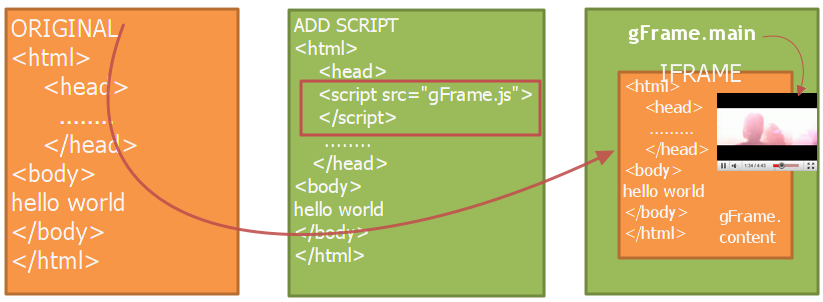 ORIGINAL
<html>
<head>
........
</head>
<body>
hello world
</body>
</html>
ADD SCRIPT
<html>
<head>
<script src="gFrame.js">
</script>
........
</head>
<body>
hello world
</body>
</html>
gFrame.main
IFRAME
<html>
<head>
.........
</head>
<body>
hello world
</body>
</html>
1:34 / 4:43
gFrame.
content